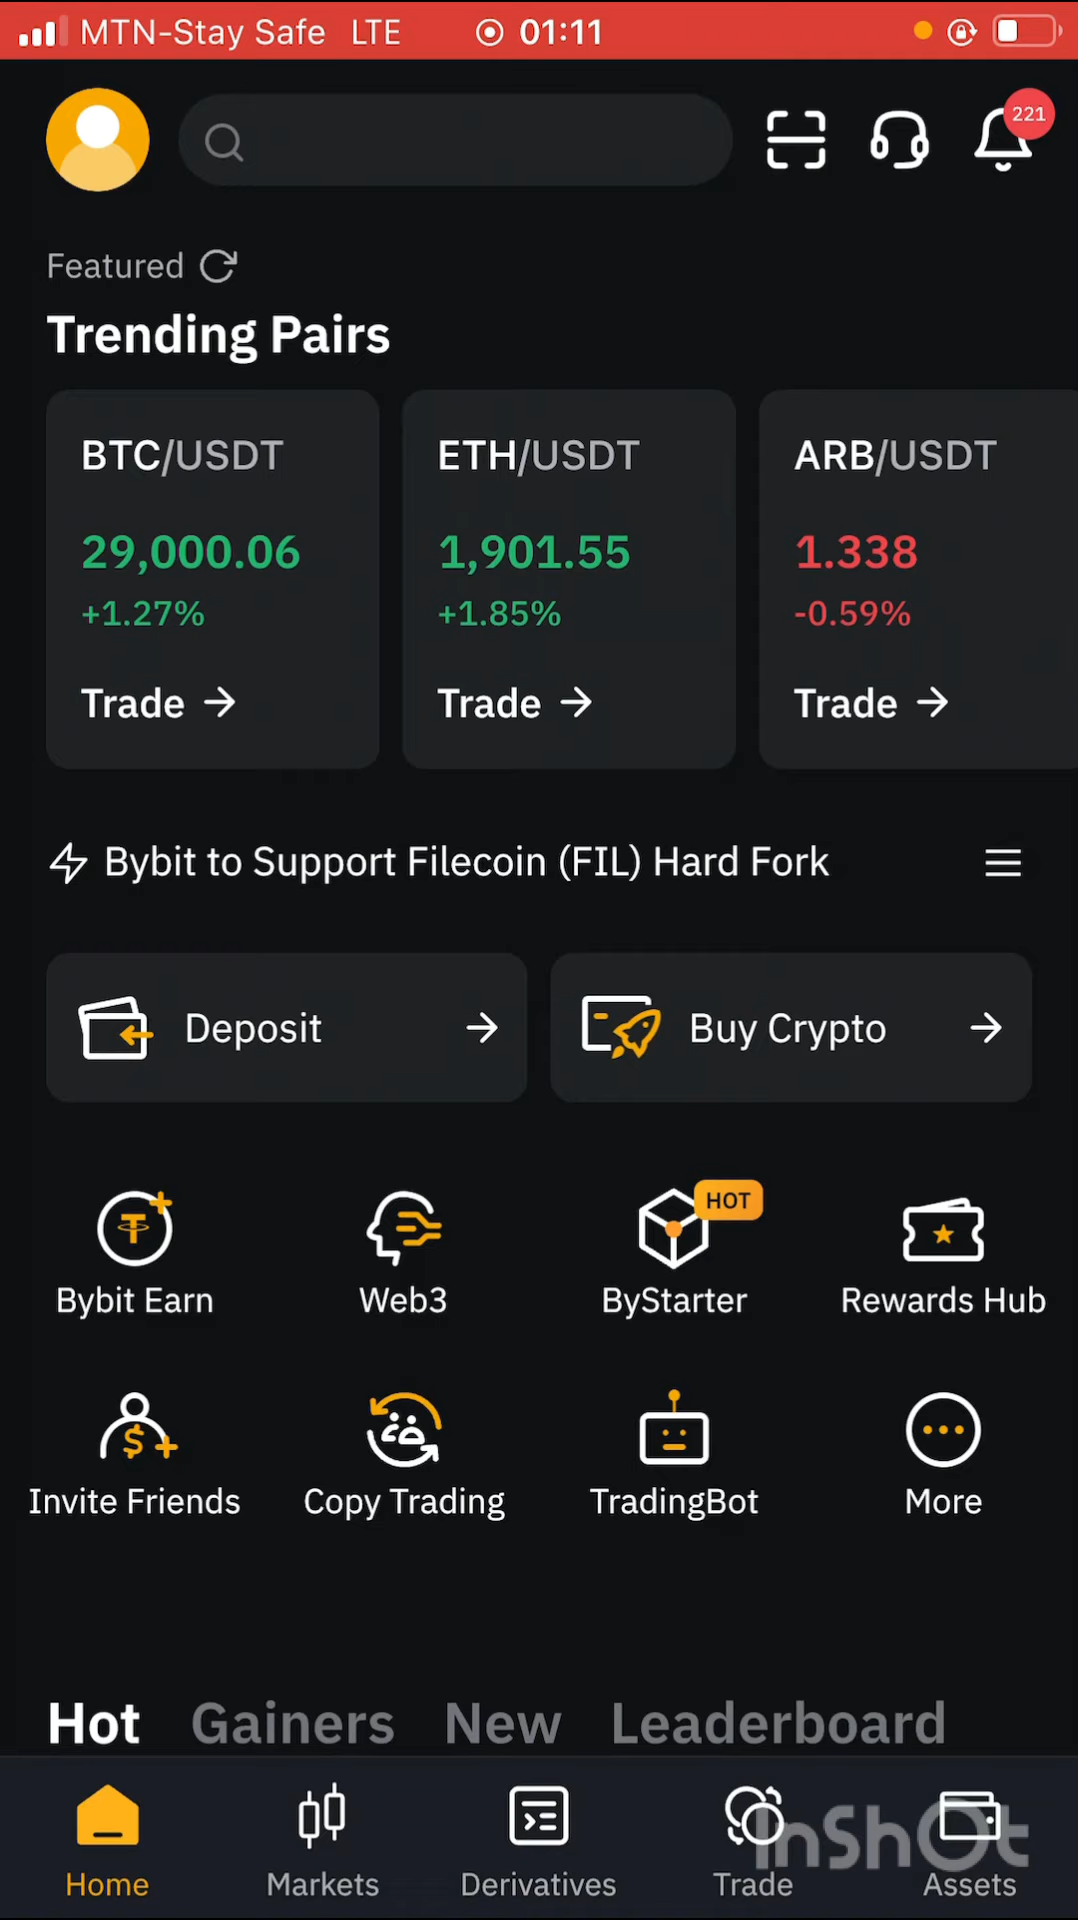 MTN-Stay Safe LTE 01:11
221
Featured
Trending Pairs
BTC/USDT
29,000.06
+1.27%
Trade
ETH/USDT
1,901.55
+1.85%
Trade
ARB/USDT
1.338
-0.59%
Trade
Bybit to Support Filecoin (FIL) Hard Fork
Deposit
Buy Crypto
HOT
Bybit Earn
Web3
ByStarter
Rewards Hub
Invite Friends
Copy Trading
TradingBot
More
Hot Gainers New Leaderboard
Home
Markets
Derivatives
Trade
Assets
InShOt